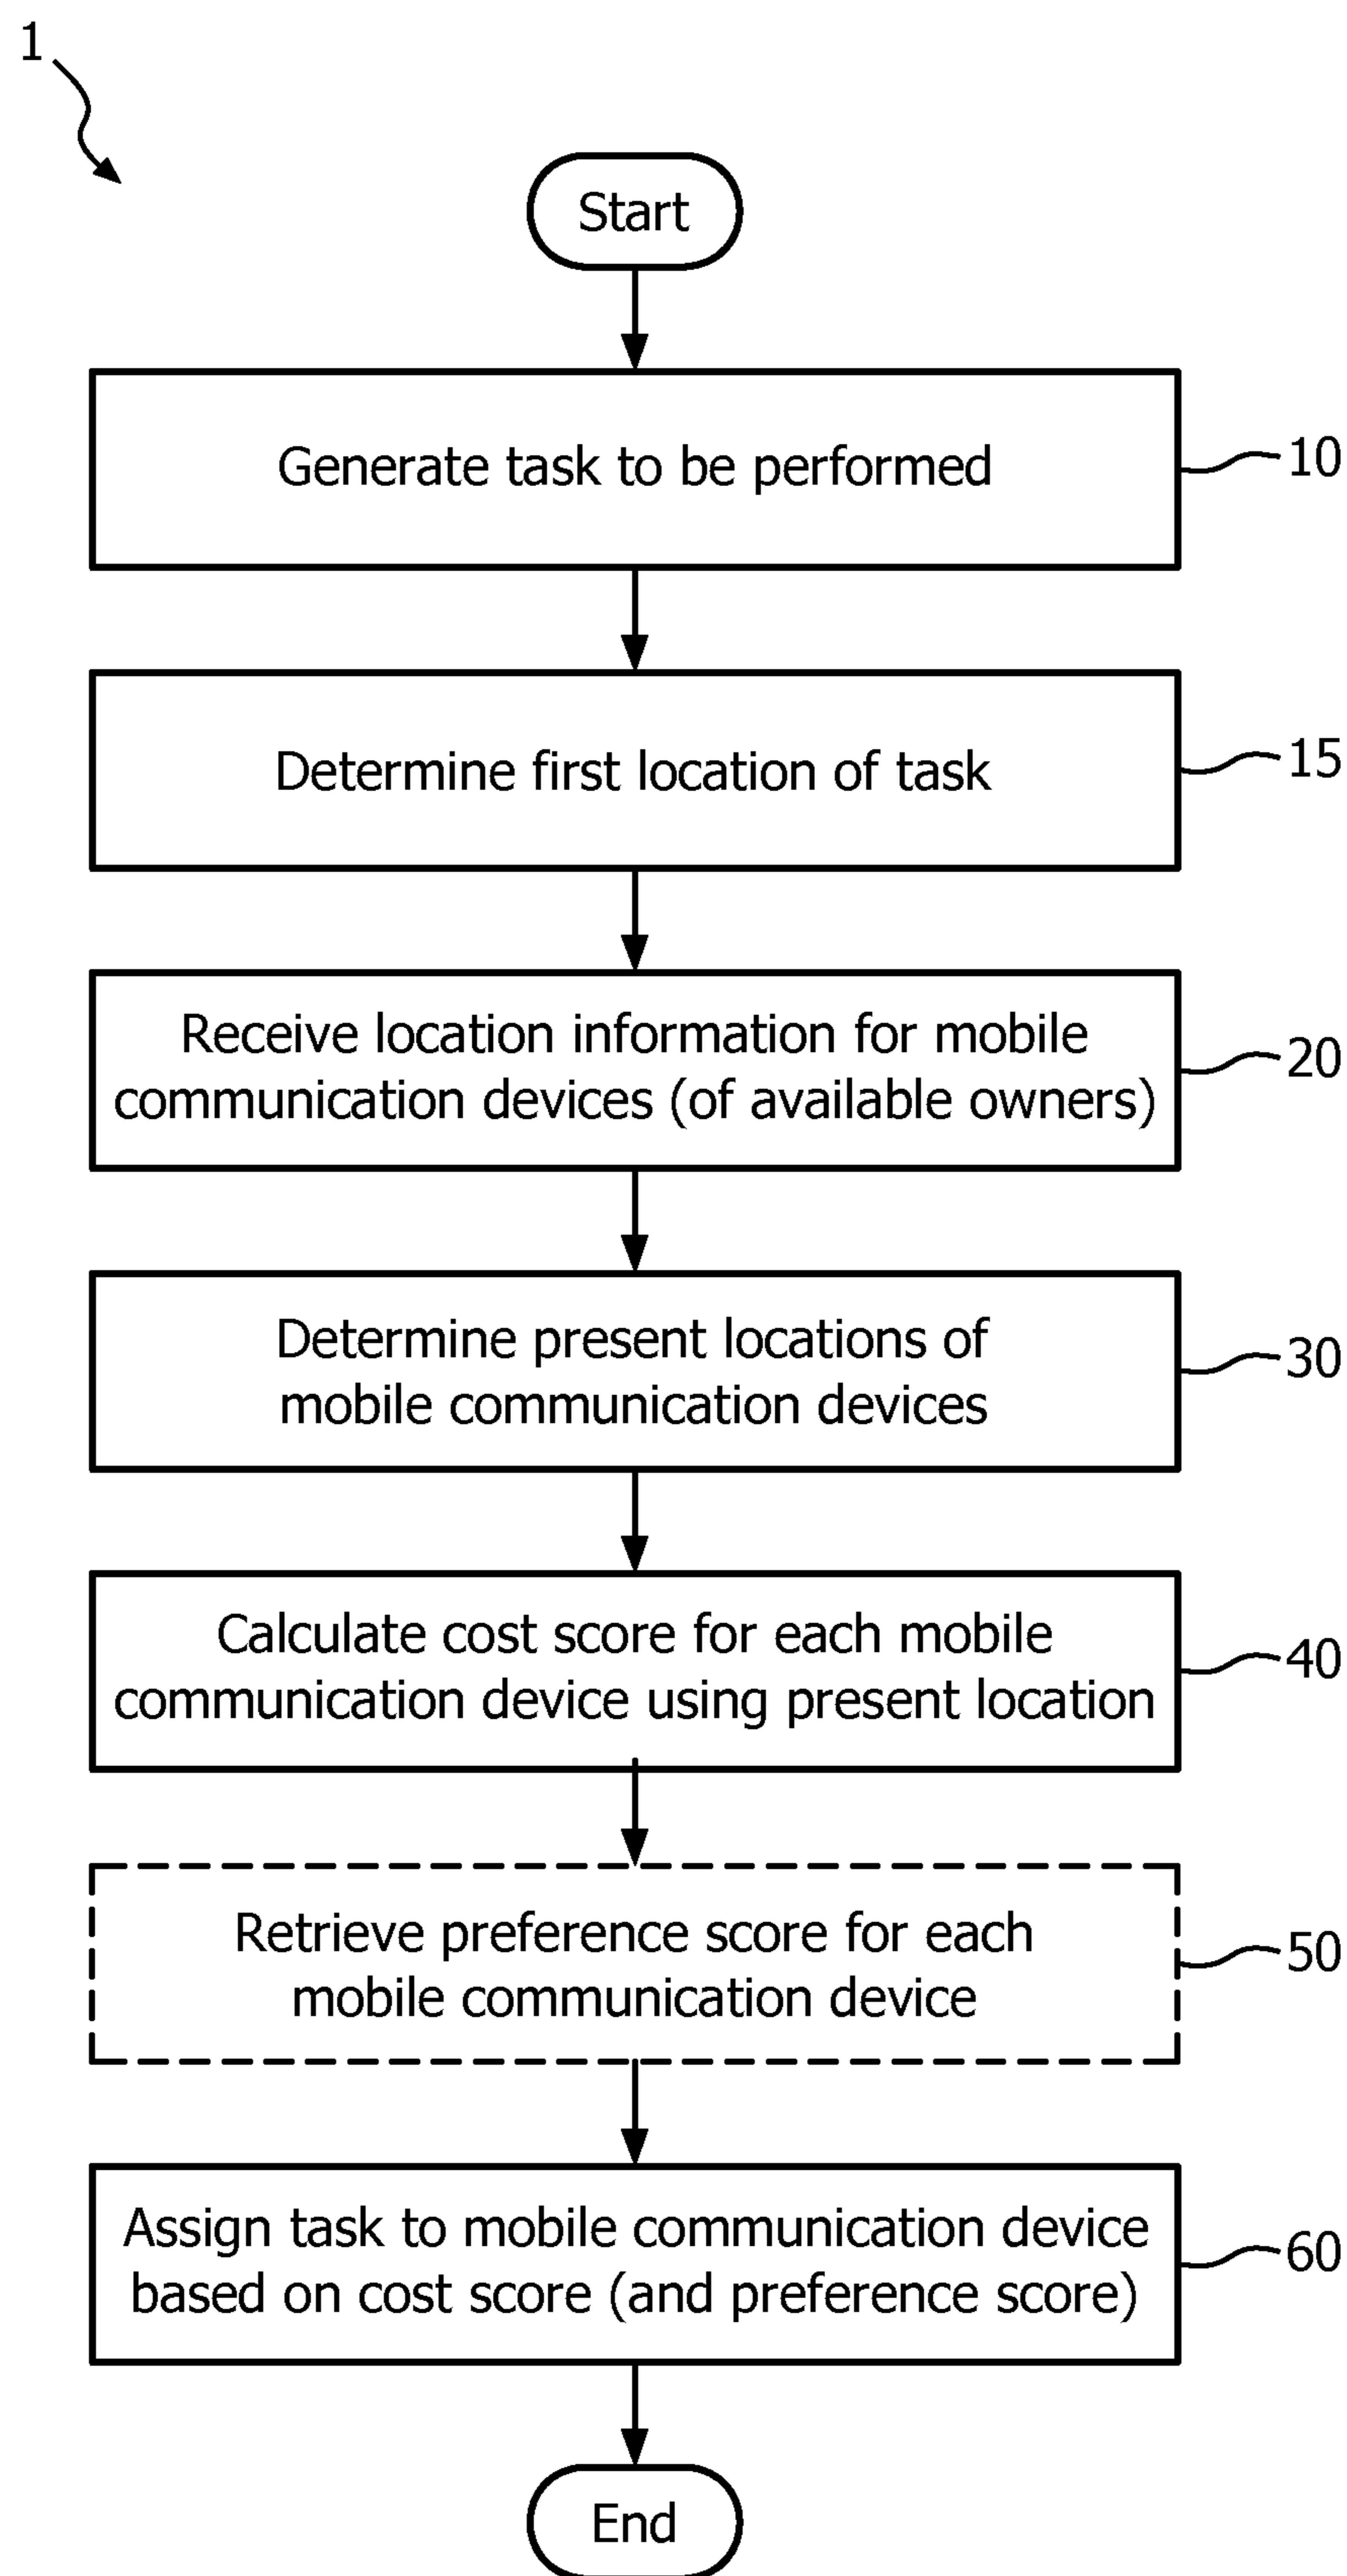 1
Start
Generate task to be performed
10
Determine first location of task
15
Receive location information for mobile
communication devices (of available owners)
20
Determine present locations of
mobile communication devices
30
Calculate cost score for each mobile
communication device using present location
40
Retrieve preference score for each
mobile communication device
50
Assign task to mobile communication device
based on cost score (and preference score)
60
End